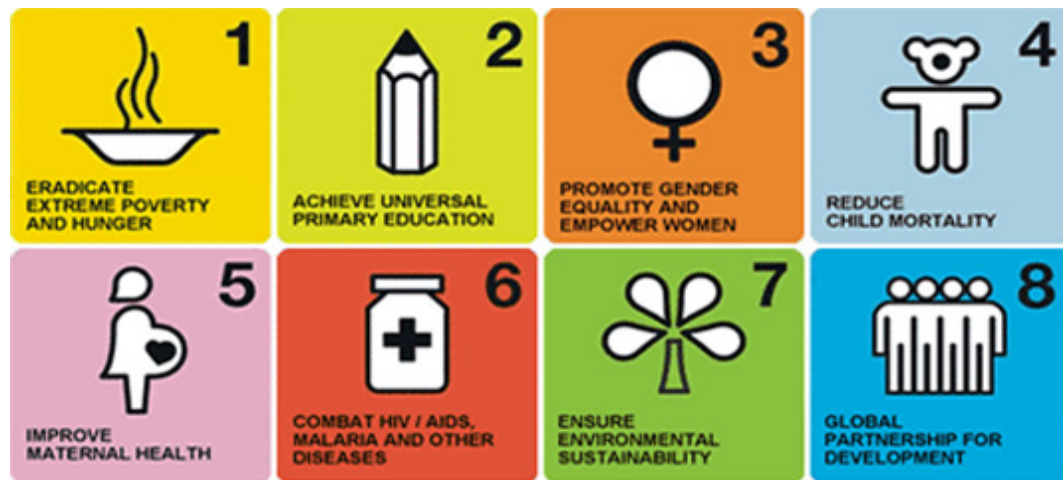 1
ERADICATE
EXTREME POVERTY
AND HUNGER
2
ACHIEVE UNIVERSAL
PRIMARY EDUCATION
3
PROMOTE GENDER
EQUALITY AND
EMPOWER WOMEN
4
REDUCE
CHILD MORTALITY
5
IMPROVE
MATERNAL HEALTH
6
COMBAT HIV / AIDS,
MALARIA AND OTHER
DISEASES
7
ENSURE
ENVIRONMENTAL
SUSTAINABILITY
8
GLOBAL
PARTNERSHIP FOR
DEVELOPMENT